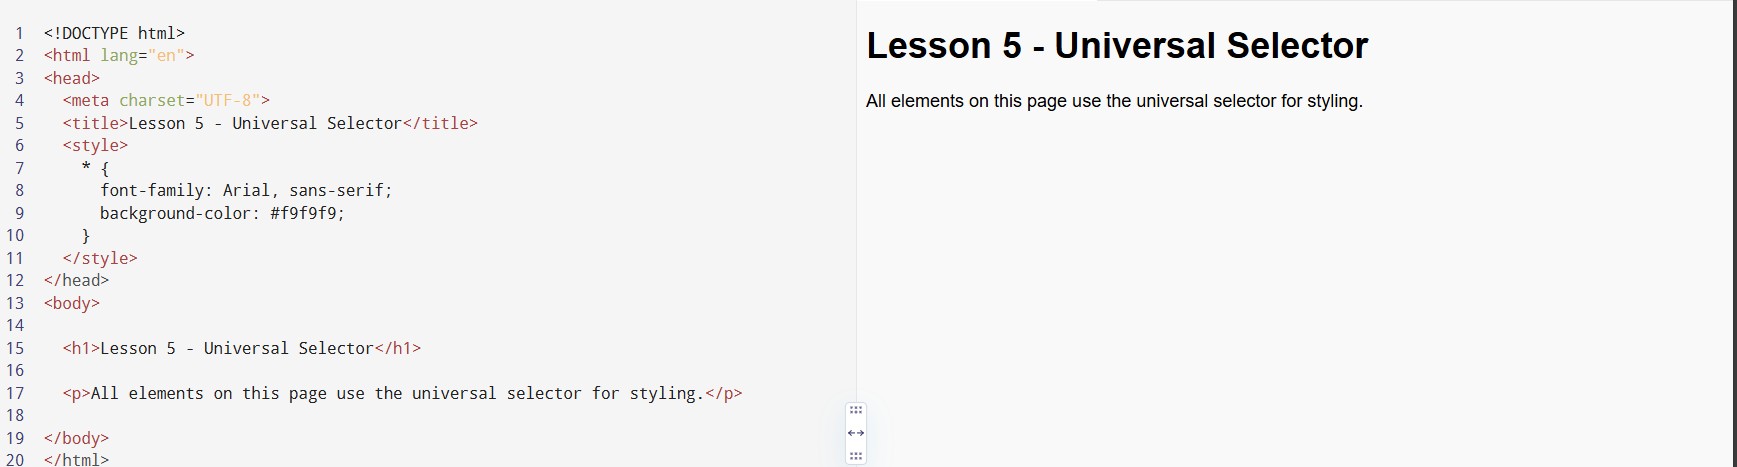 1 <!DOCTYPE html>
2 <html lang="en">
3 <head>
4 <meta charset="UTF-8">
5 <title>Lesson 5 - Universal Selector</title>
6 <style>
7 * {
8 font-family: Arial, sans-serif;
9 background-color: #f9f9f9;
10 }
11 </style>
12 </head>
13 <body>
14
15 <h1>Lesson 5 - Universal Selector</h1>
16
17 <p>All elements on this page use the universal selector for styling.</p>
18
19 </body>
20 </html>
Lesson 5 - Universal Selector
All elements on this page use the universal selector for styling.